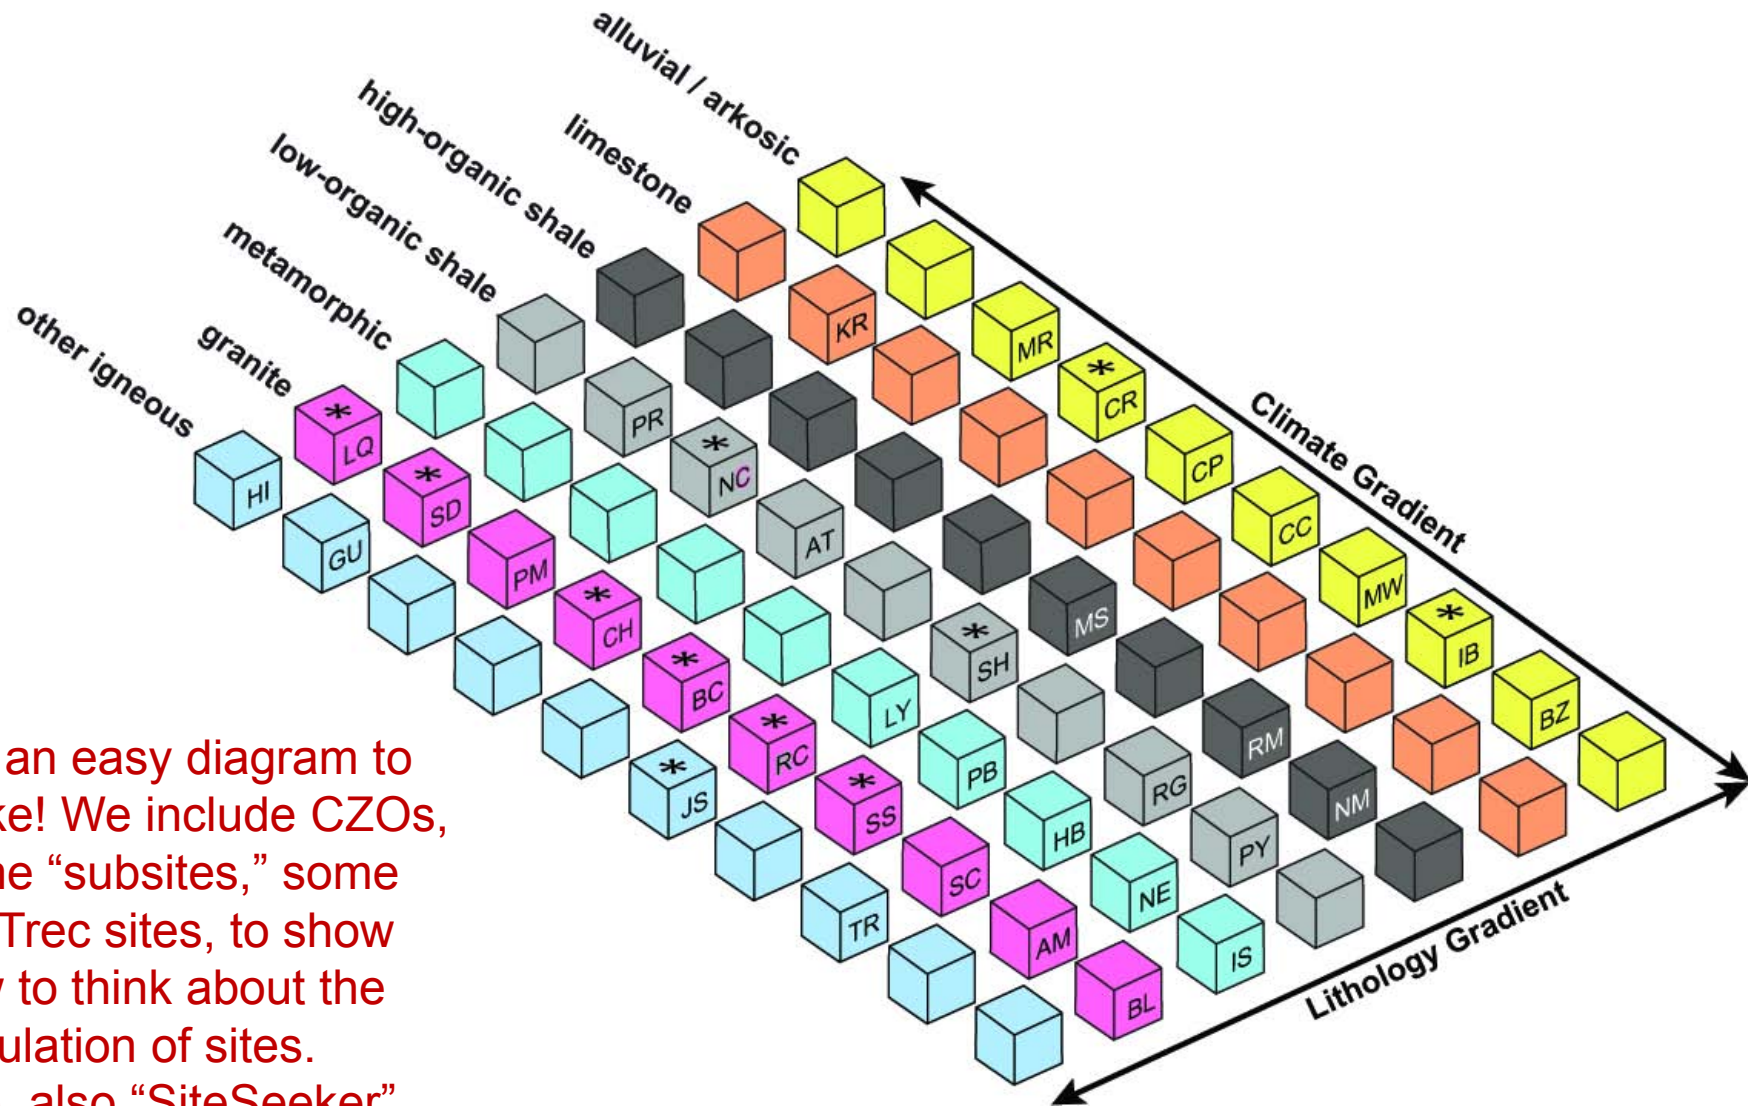 alluvial / arkosic
limestone
high-organic shale
low-organic shale
metamorphic
granite
other igneous
Climate Gradient
Lithology Gradient
MR
* CR
CP
CC
MW
* IB
BZ
KR
MS
RM
NM
PR
* NC
AT
* SH
RG
PY
LY
PB
HB
NE
IS
* LQ
* SD
PM
* CH
* BC
* RC
* SS
SC
AM
BL
HI
GU
* JS
TR
an easy diagram to
ke! We include CZOs,
ne “subsites,” some
Trec sites, to show
to think about the
ulation of sites.
also “SiteSeeker”